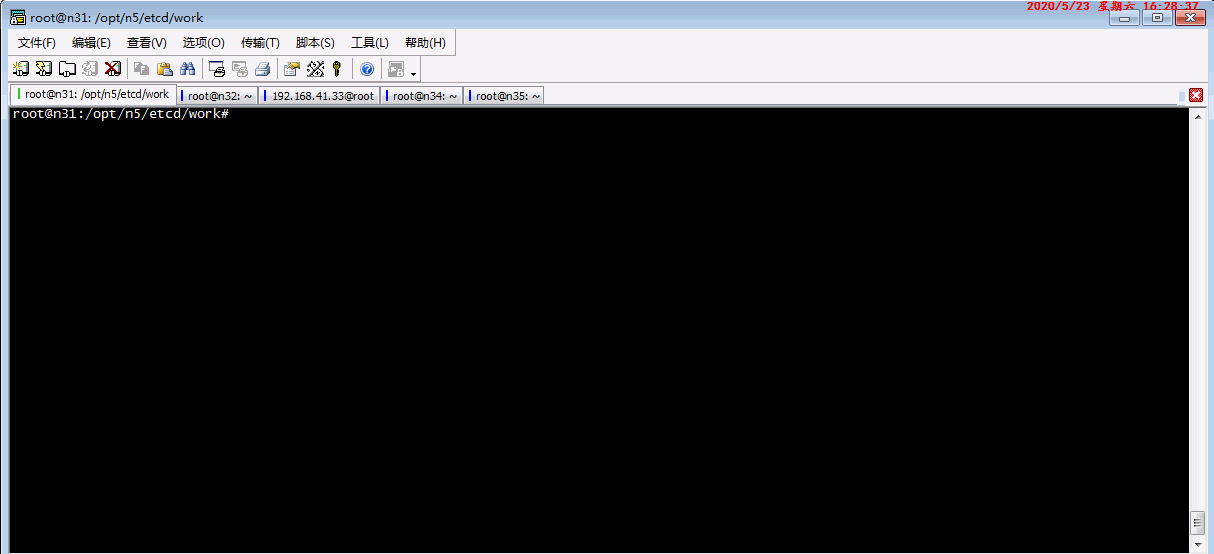 2020/5/23 星期六 16:28:37
root@n31: /opt/n5/etcd/work
文件(F) 编辑(E) 查看(V) 选项(O) 传输(T) 脚本(S) 工具(L) 帮助(H)
root@n31: /opt/n5/etcd/work root@n32: ~ 192.168.41.33@root root@n34: ~ root@n35: ~
root@n31:/opt/n5/etcd/work#